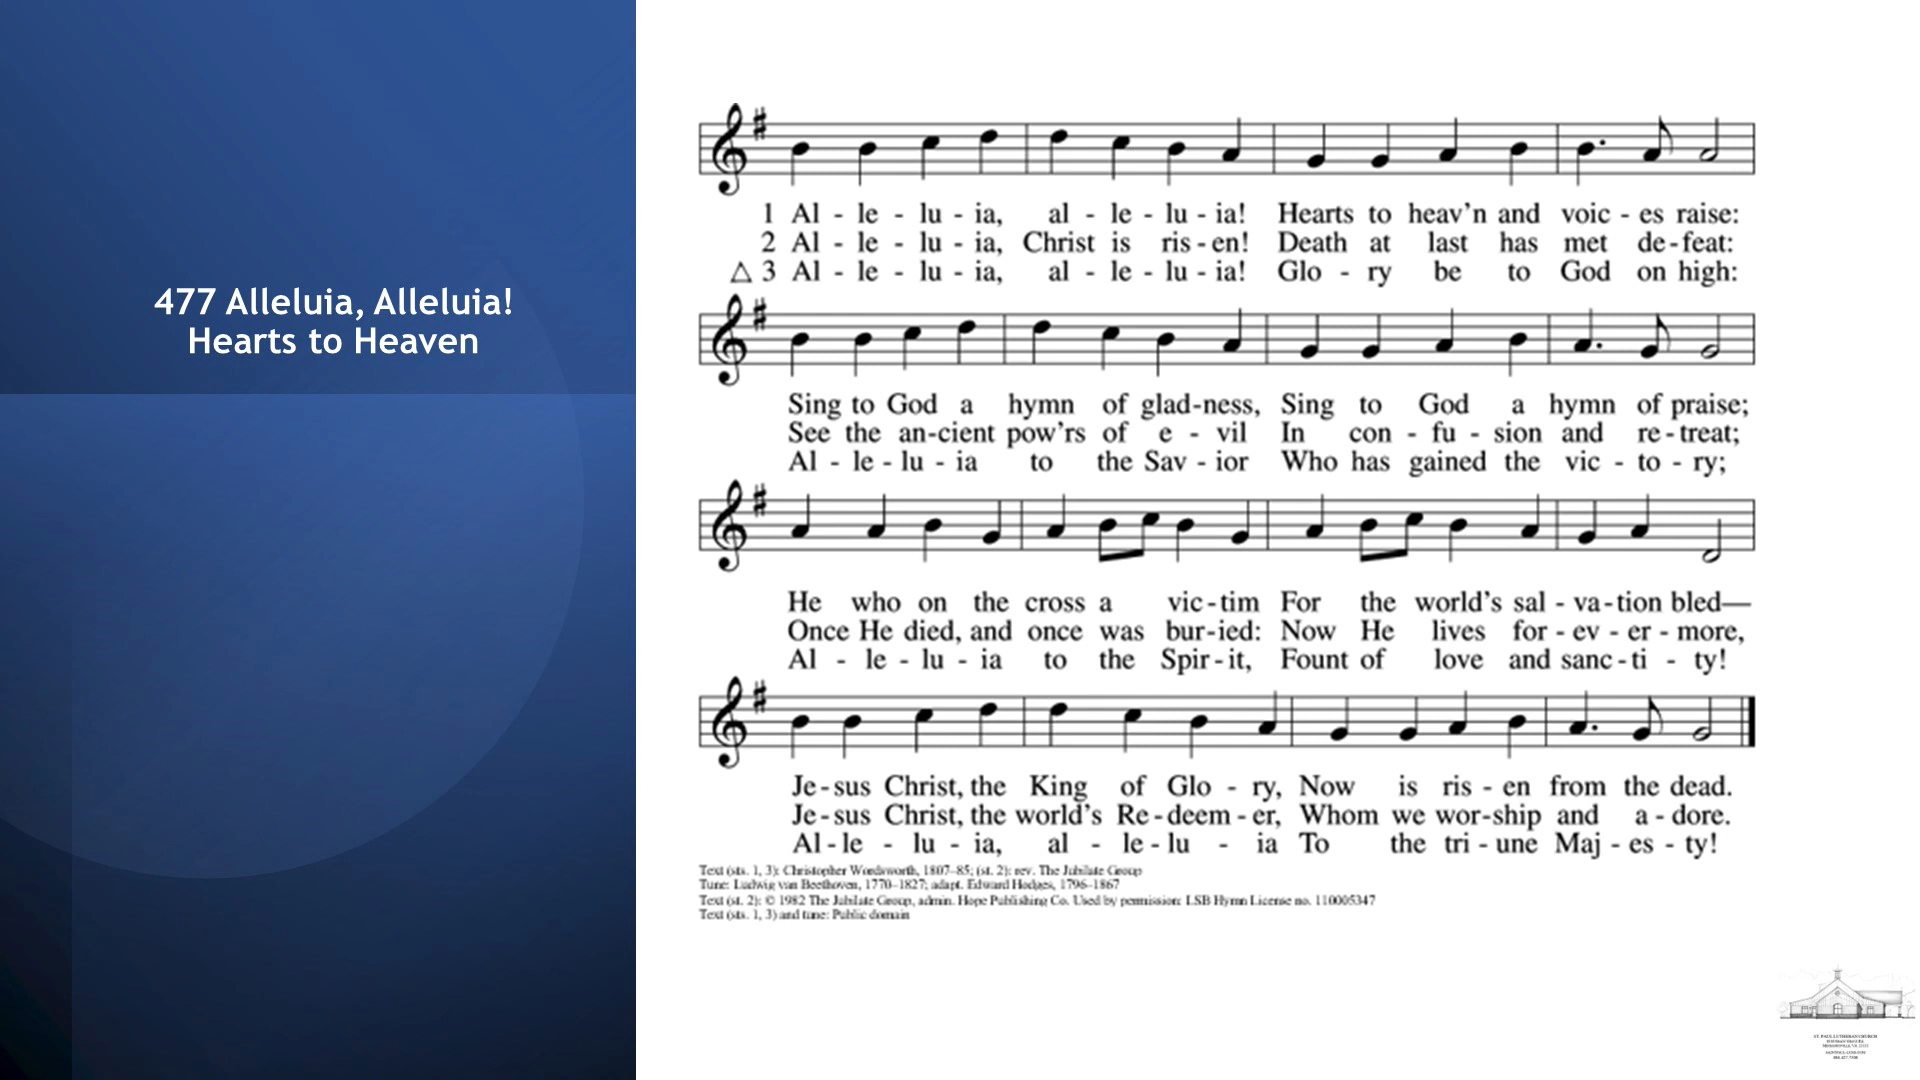 477 Alleluia, Alleluia!
Hearts to Heaven
1 Al - le - lu - ia, al - le - lu - ia! Hearts to heav'n and voic - es raise:
2 Al - le - lu - ia, Christ is ris - en! Death at last has met de - feat:
△ 3 Al - le - lu - ia, al - le - lu - ia! Glo - ry be to God on high:
Sing to God a hymn of glad - ness, Sing to God a hymn of praise;
See the an - cient pow'rs of e - vil In con - fu - sion and re - treat;
Al - le - lu - ia to the Sav - ior Who has gained the vic - to - ry;
He who on the cross a vic - tim For the world's sal - va - tion bled—
Once He died, and once was bur - ied: Now He lives for - ev - er - more,
Al - le - lu - ia to the Spir - it, Fount of love and sanc - ti - ty!
Je - sus Christ, the King of Glo - ry, Now is ris - en from the dead.
Je - sus Christ, the world's Re - deem - er, Whom we wor - ship and a - dore.
Al - le - lu - ia, al - le - lu - ia To the tri - une Maj - es - ty!
Text (sts. 1, 3): Christopher Wordsworth, 1807–85; (st. 2): rev. The Jubilate Group
Tune: Ludwig van Beethoven, 1770–1827; adapt. Edward Hodges, 1796–1867
Text (st. 2): © 1982 The Jubilate Group, admin. Hope Publishing Co. Used by permission: LSB Hymn License no. 110005347
Text (sts. 1, 3) and tune: Public domain
ST. PAUL LUTHERAN CHURCH